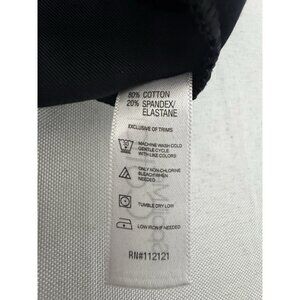 80% COTTON
20% SPANDEX/
ELASTANE
EXCLUSIVE OF TRIMS
MACHINE WASH COLD
GENTLE CYCLE
WITH LIKE COLORS
ONLY NON-CHLORINE
BLEACH WHEN
NEEDED
TUMBLE DRY LOW
LOW IRON IF NEEDED
RN#112121